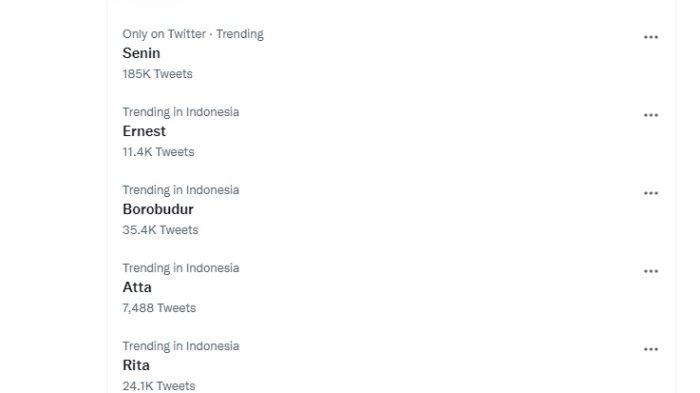 Only on Twitter · Trending
Senin
185K Tweets
Trending in Indonesia
Ernest
11.4K Tweets
Trending in Indonesia
Borobudur
35.4K Tweets
Trending in Indonesia
Atta
7,488 Tweets
Trending in Indonesia
Rita
24.1K Tweets